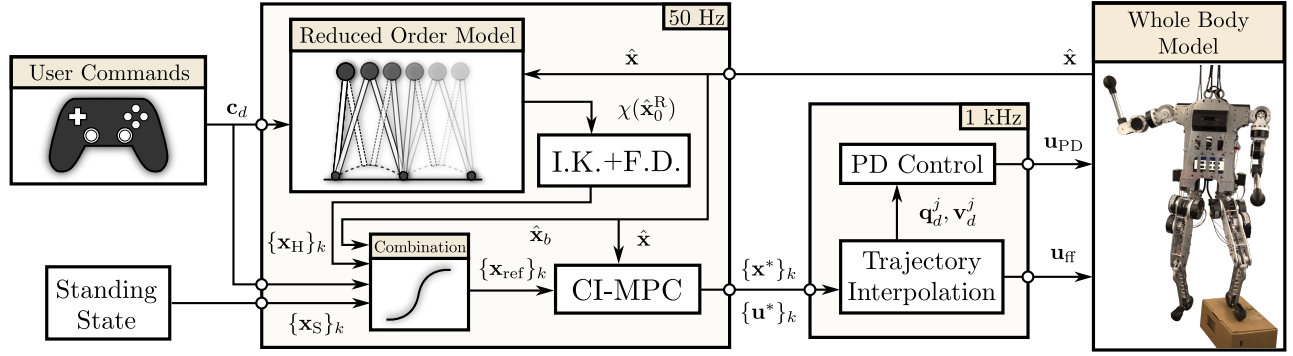 User Commands
Standing
State
𝐜_d
50 Hz
Reduced Order Model
x̂
χ(x̂₀ᴿ)
I.K.+F.D.
{x_H}_k
x̂_b
x̂
Combination
{x_S}_k
{x_ref}_k
CI-MPC
{x*}_k
{u*}_k
1 kHz
PD Control
q_d^j, v_d^j
Trajectory
Interpolation
u_PD
u_ff
x̂
Whole Body
Model